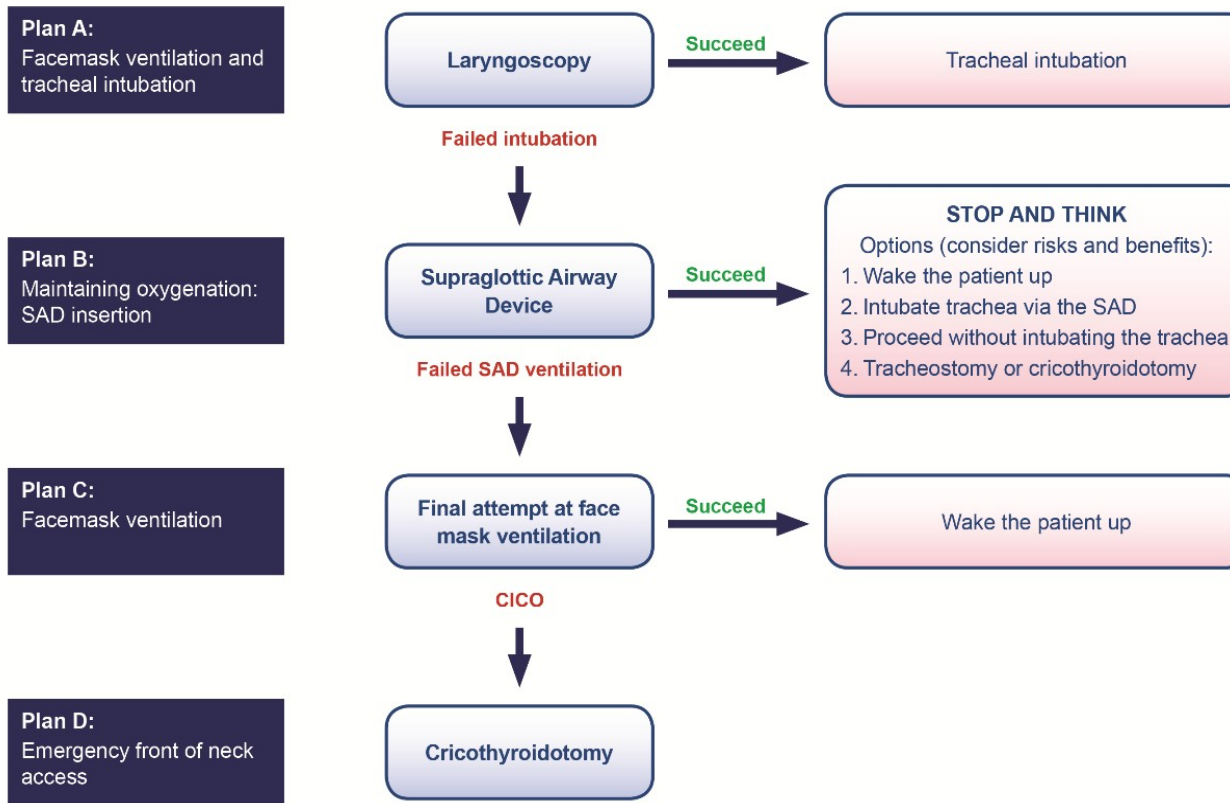 Plan A:
Facemask ventilation and
tracheal intubation
Laryngoscopy
Succeed
Tracheal intubation
Failed intubation
Plan B:
Maintaining oxygenation:
SAD insertion
Supraglottic Airway
Device
Succeed
STOP AND THINK
Options (consider risks and benefits):
1. Wake the patient up
2. Intubate trachea via the SAD
3. Proceed without intubating the trachea
4. Tracheostomy or cricothyroidotomy
Failed SAD ventilation
Plan C:
Facemask ventilation
Final attempt at face
mask ventilation
Succeed
Wake the patient up
CICO
Plan D:
Emergency front of neck
access
Cricothyroidotomy